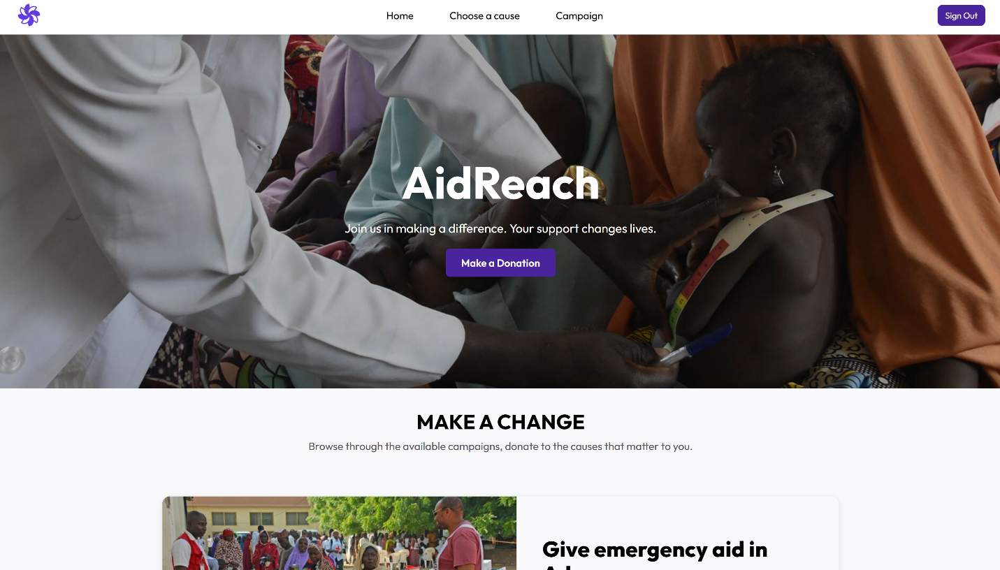 Home
Choose a cause
Campaign
Sign Out
AidReach
Join us in making a difference. Your support changes lives.
Make a Donation
MAKE A CHANGE
Browse through the available campaigns, donate to the causes that matter to you.
Give emergency aid in